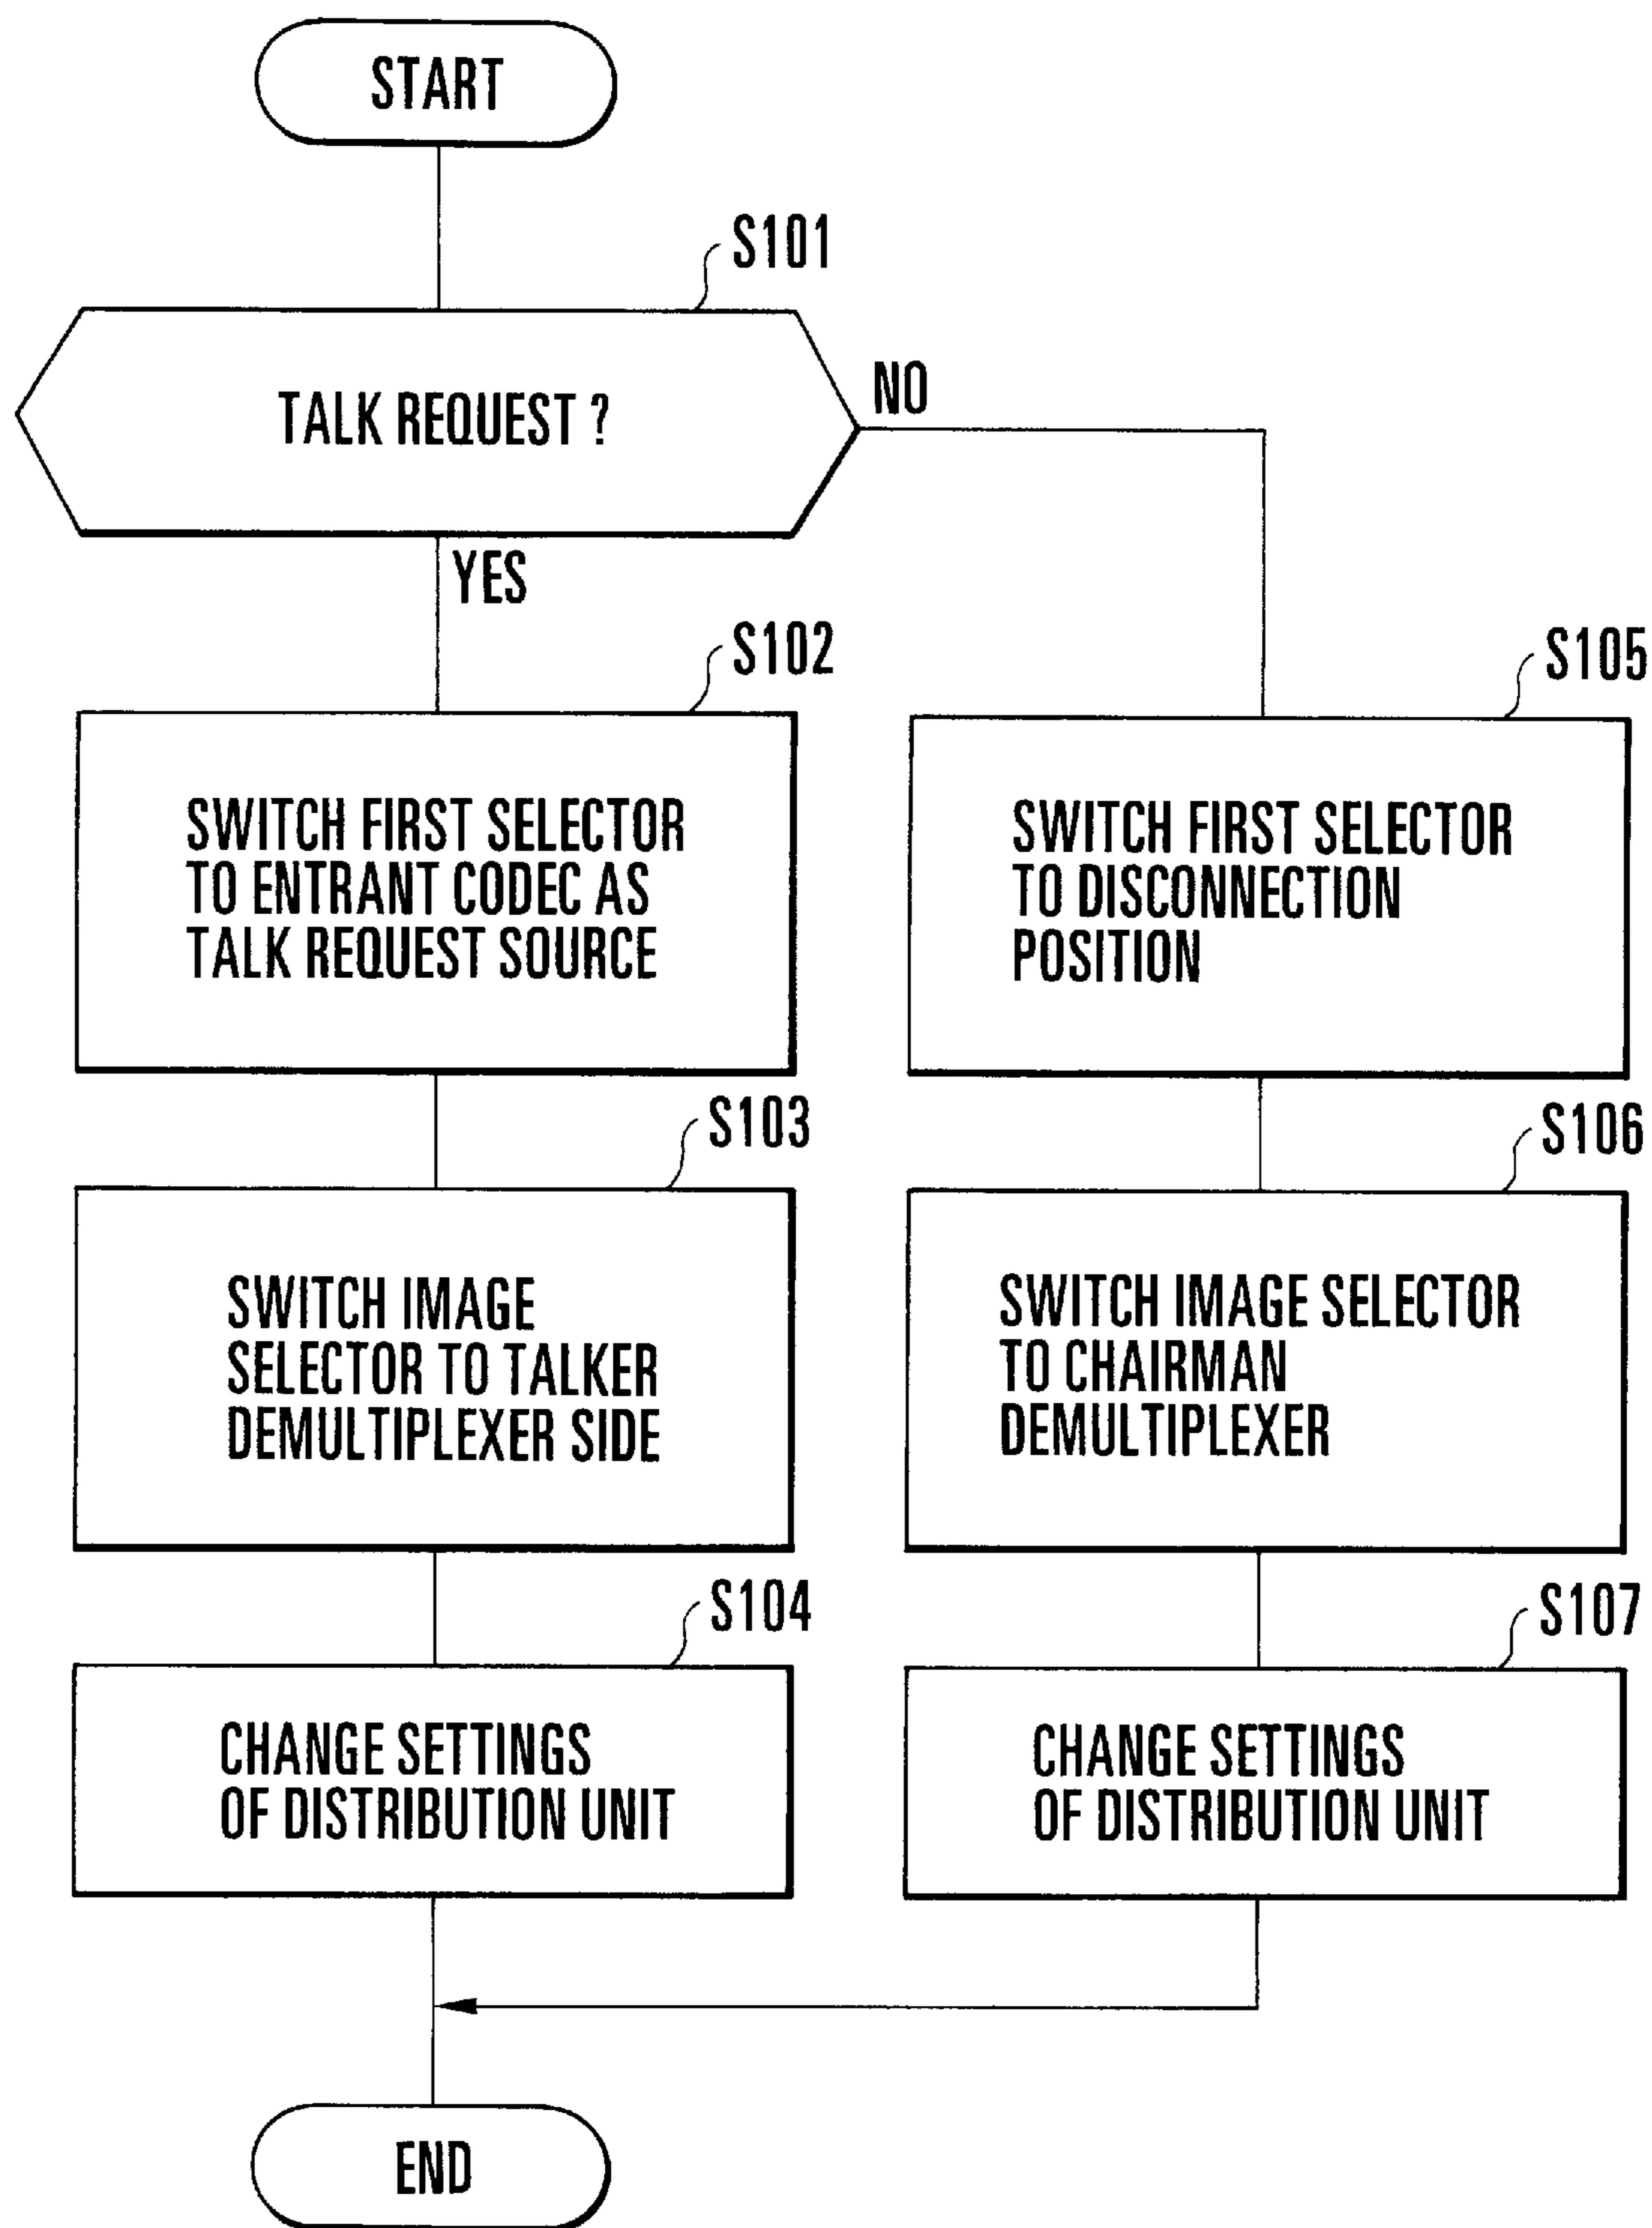 START
S101
TALK REQUEST ?
NO
YES
S102
SWITCH FIRST SELECTOR
TO ENTRANT CODEC AS
TALK REQUEST SOURCE
S105
SWITCH FIRST SELECTOR
TO DISCONNECTION
POSITION
S103
SWITCH IMAGE
SELECTOR TO TALKER
DEMULTIPLEXER SIDE
S106
SWITCH IMAGE SELECTOR
TO CHAIRMAN
DEMULTIPLEXER
S104
CHANGE SETTINGS
OF DISTRIBUTION UNIT
S107
CHANGE SETTINGS
OF DISTRIBUTION UNIT
END